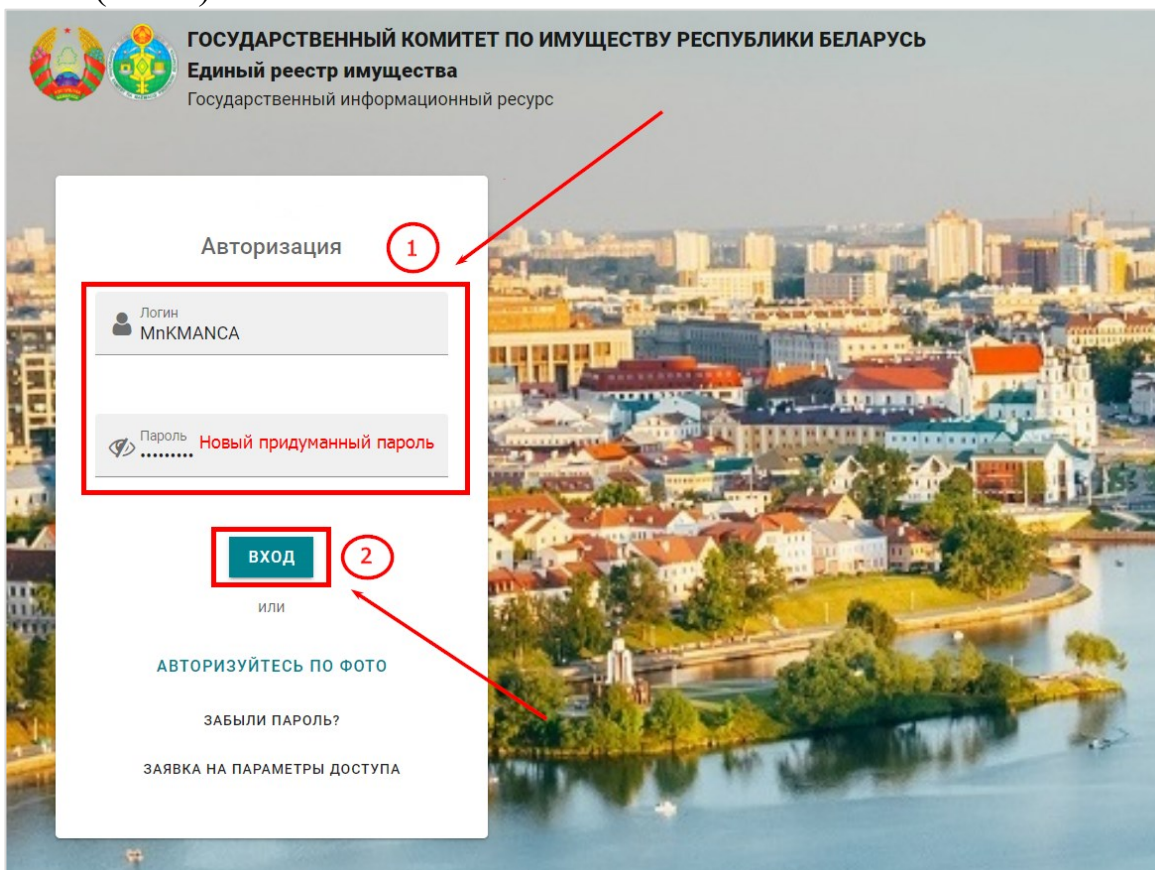 ГОСУДАРСТВЕННЫЙ КОМИТЕТ ПО ИМУЩЕСТВУ РЕСПУБЛИКИ БЕЛАРУСЬ
Единый реестр имущества
Государственный информационный ресурс
Авторизация
1
Логин
MnKMANCA
Пароль
Новый придуманный пароль
ВХОД
2
или
АВТОРИЗУЙТЕСЬ ПО ФОТО
ЗАБЫЛИ ПАРОЛЬ?
ЗАЯВКА НА ПАРАМЕТРЫ ДОСТУПА